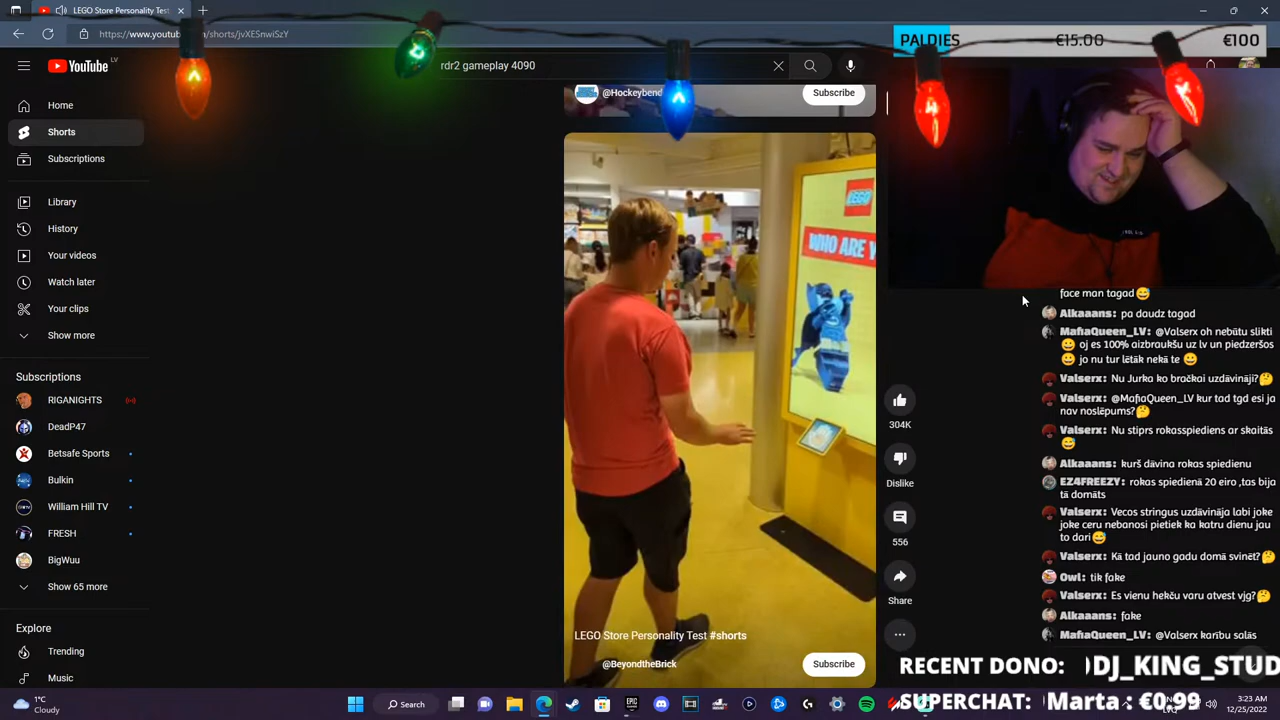 LEGO Store Personality Test
https://www.youtube.com/shorts/jvXESnwiSzY
PALDIES €15.00 €100
YouTube LV
rdr2 gameplay 4090
Home
Shorts
Subscriptions
Library
History
Your videos
Watch later
Your clips
Show more
Subscriptions
RIGANIGHTS
DeadP47
Betsafe Sports
Bulkin
William Hill TV
FRESH
BigWuu
Show 65 more
Explore
Trending
Music
@Hockeybend
Subscribe
LEGO
WHO ARE Y
LEGO Store Personality Test #shorts
@BeyondtheBrick
Subscribe
304K
Dislike
556
Share
face man tagad
Alkaaans: pa daudz tagad
MafiaQueen_LV: @Valserx oh nebūtu slikti
oj es 100% aizbraukšu uz lv un piedzeršos
jo nu tur lētāk nekā te
Valserx: Nu Jurka ko bračkai uzdāvināji?
Valserx: @MafiaQueen_LV kur tad tgd esi ja
nav noslēpums?
Valserx: Nu stiprs rokasspiediens ar skaitās
Alkaaans: kurš dāvina rokas spiedienu
EZ4FREEZY: rokas spiedienā 20 eiro ,tas bija
tā domāts
Valserx: Vecos stringus uzdāvināja labi joke
joke ceru nebanosi pietiek ka katru dienu jau
to dari
Valserx: Kā tad jauno gadu domā svinēt?
Owl: tik fake
Valserx: Es vienu hekču varu atvest vjg?
Alkaaans: fake
MafiaQueen_LV: @Valserx karību salās
RECENT DONO: DJ_KING_STUD
SUPERCHAT: Marta : €0.99
1°C
Cloudy
Search
3:23 AM
12/25/2022